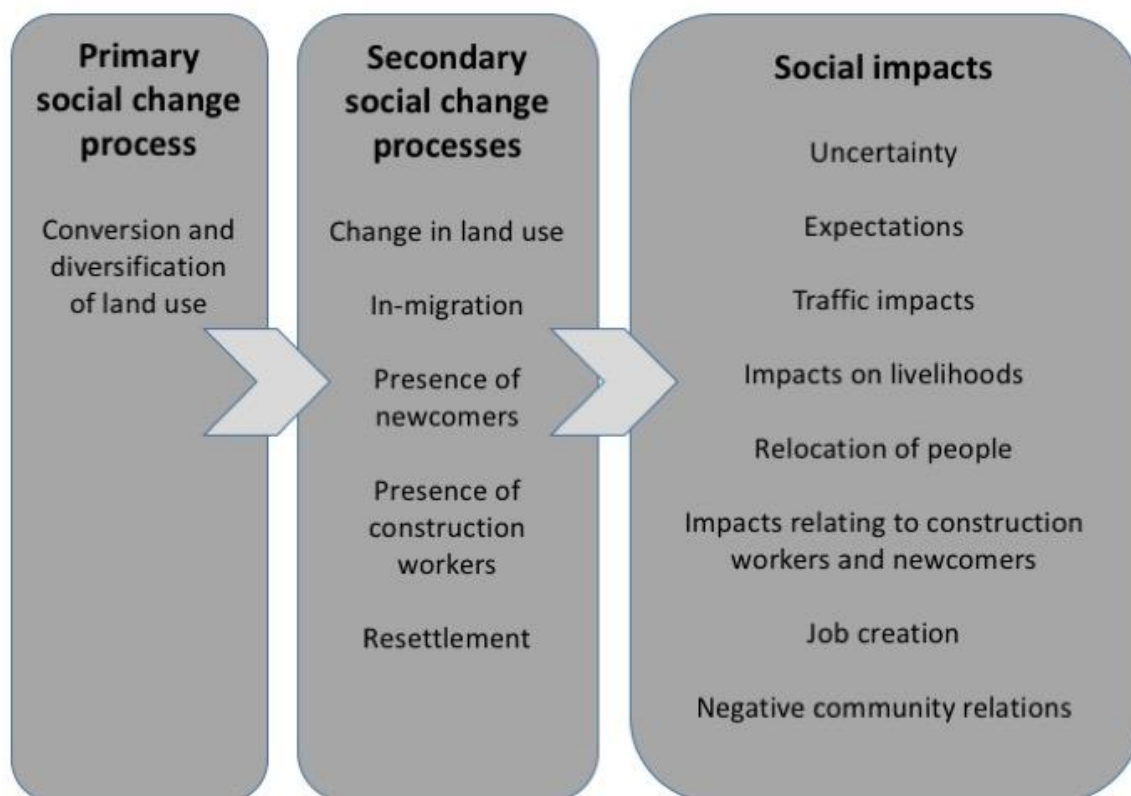 Primary
social change
process
Conversion and
diversification
of land use
Secondary
social change
processes
Change in land use
In-migration
Presence of
newcomers
Presence of
construction
workers
Resettlement
Social impacts
Uncertainty
Expectations
Traffic impacts
Impacts on livelihoods
Relocation of people
Impacts relating to construction
workers and newcomers
Job creation
Negative community relations